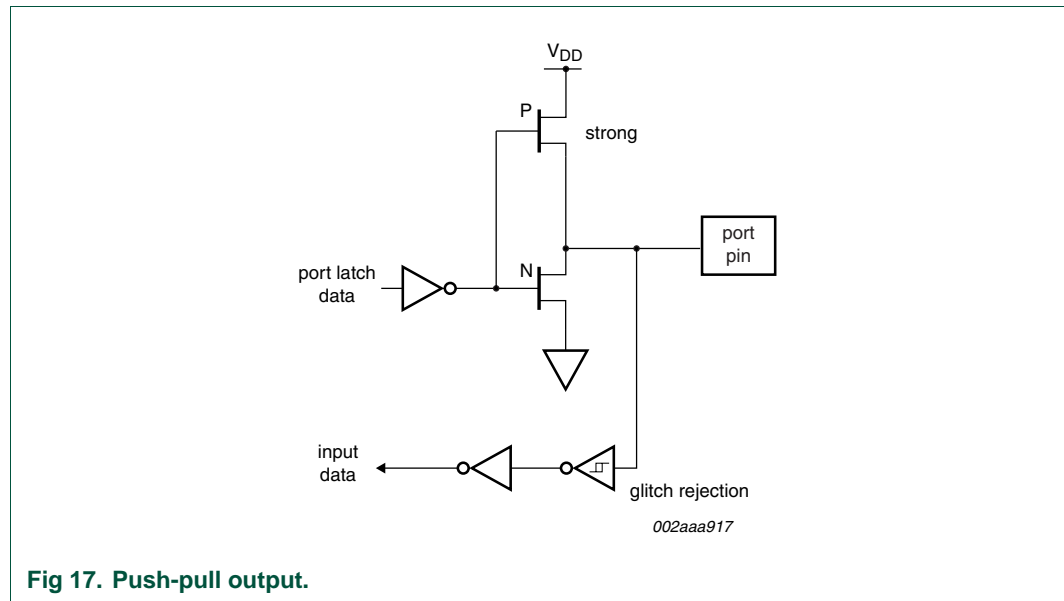 VDD
P
strong
port
pin
N
port latch
data
input
data
glitch rejection
002aaa917
Fig 17. Push-pull output.